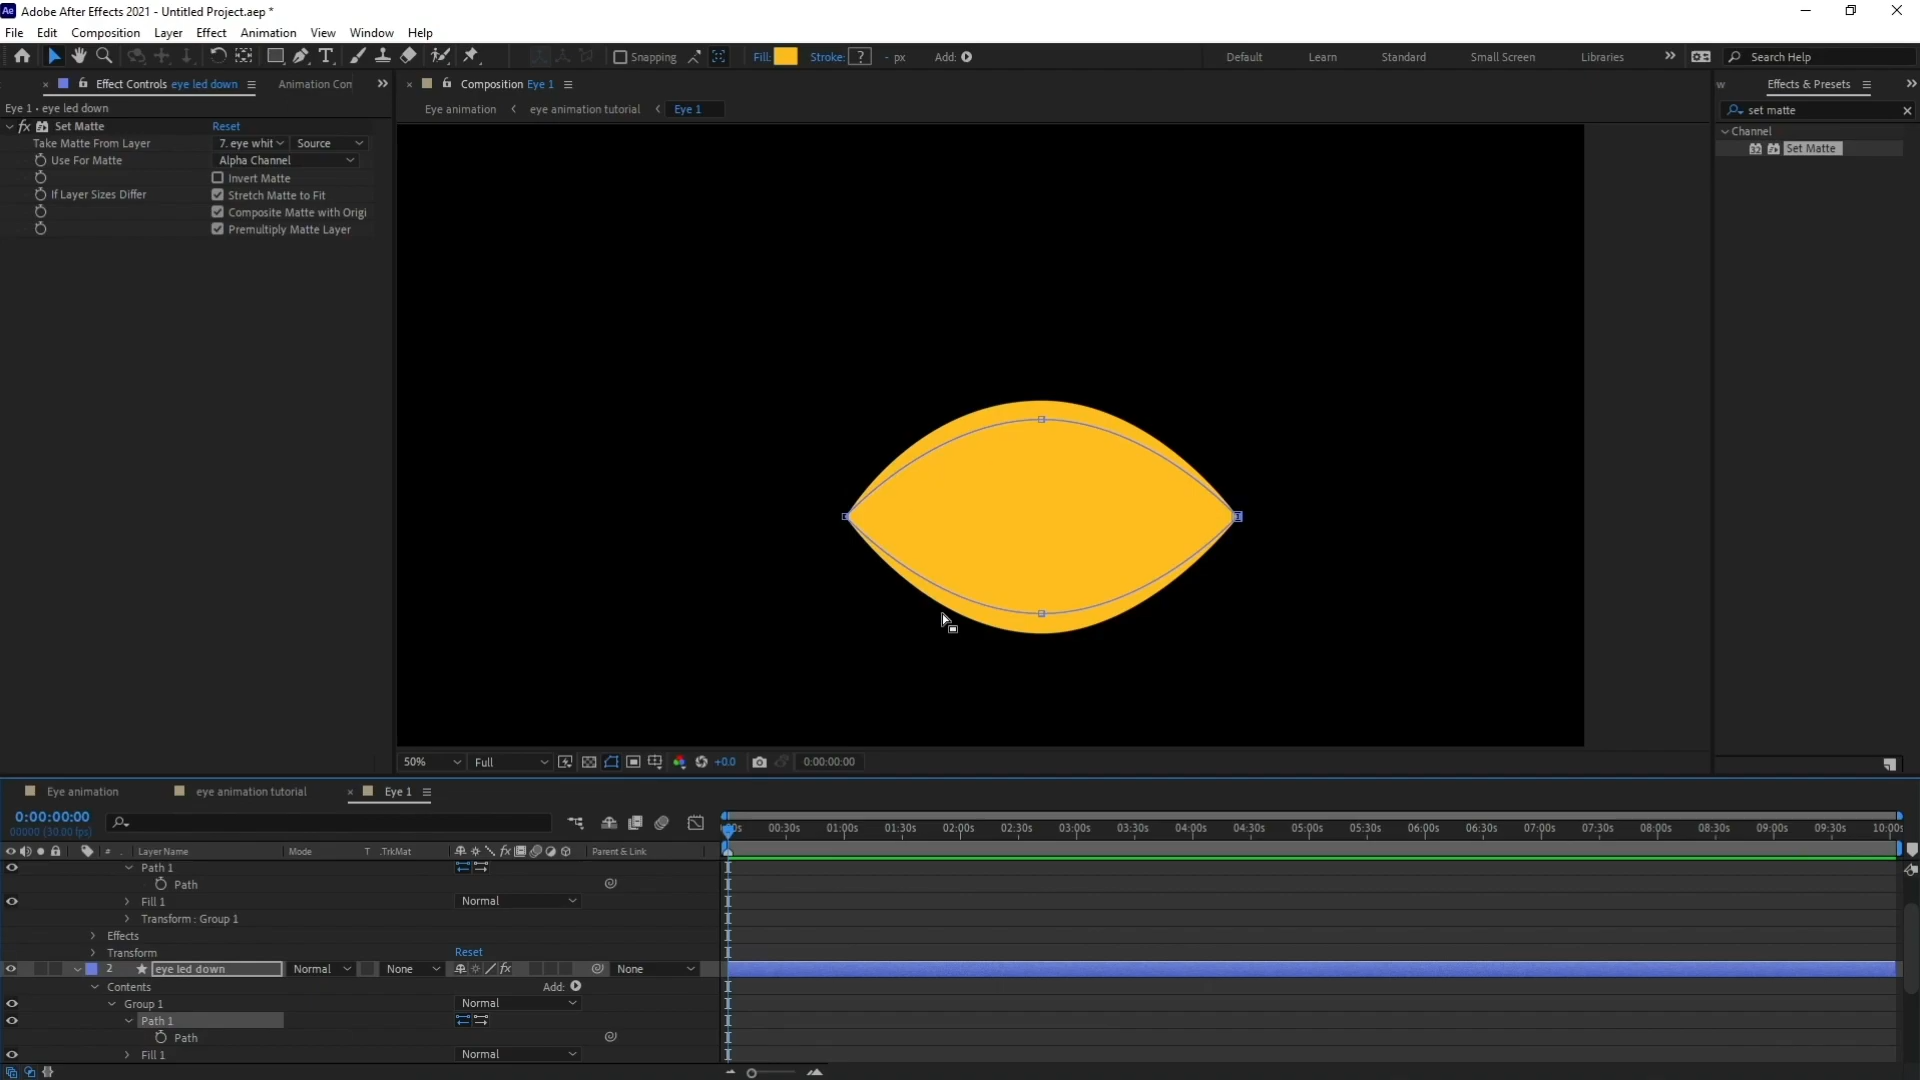 Adobe After Effects 2021 - Untitled Project.aep *
File Edit Composition Layer Effect Animation View Window Help
Snapping Fill: Stroke: ? - px Add: Default Learn Standard Small Screen Libraries Search Help
Effect Controls eye led down Animation Con
Composition Eye 1
Effects & Presets
Eye 1 • eye led down
Eye animation eye animation tutorial Eye 1
set matte
fx Set Matte Reset
Channel
Take Matte From Layer 7. eye whit Source
Set Matte
Use For Matte Alpha Channel
Invert Matte
If Layer Sizes Differ Stretch Matte to Fit
Composite Matte with Origi
Premultiply Matte Layer
50% Full +0.0 0:00:00:00
Eye animation eye animation tutorial Eye 1
0:00:00:00
00000 (30.00 fps)
00:30s 01:00s 01:30s 02:00s 02:30s 03:00s 03:30s 04:00s 04:30s 05:00s 05:30s 06:00s 06:30s 07:00s 07:30s 08:00s 08:30s 09:00s 09:30s 10:00s
# Layer Name Mode T .TrkMat Parent & Link
Path 1
Path
Fill 1 Normal
Transform : Group 1
Effects
Transform Reset
2 eye led down Normal None fx None
Contents Add:
Group 1 Normal
Path 1
Path
Fill 1 Normal